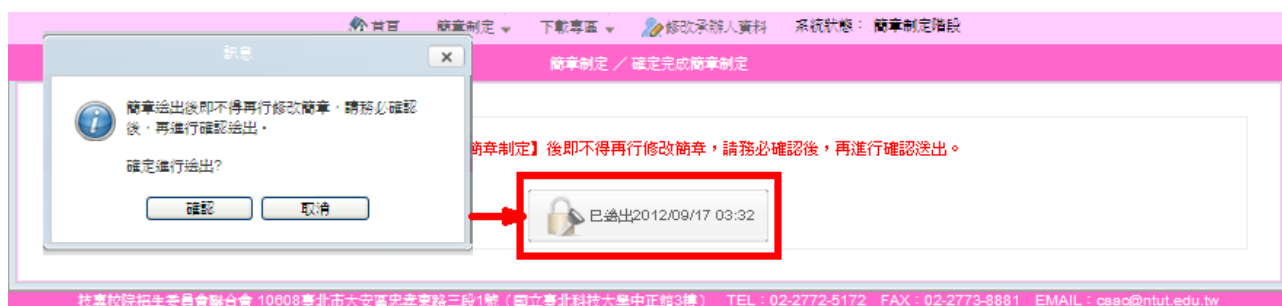 首頁 簡章制定 下載專區 修改承辦人資料 系統狀態： 簡章制定階段
訊息
簡章制定 ／ 確定完成簡章制定
簡章送出後即不得再行修改簡章，請務必確認
後，再進行確認送出。
確定進行送出?
確認 取消
簡章制定】後即不得再行修改簡章，請務必確認後，再進行確認送出。
已送出2012/09/17 03:32
技專校院招生委員會聯合會 10608臺北市大安區忠孝東路三段1號（國立臺北科技大學中正館3樓） TEL：02-2772-5172 FAX：02-2773-8881 EMAIL：caac@ntut.edu.tw